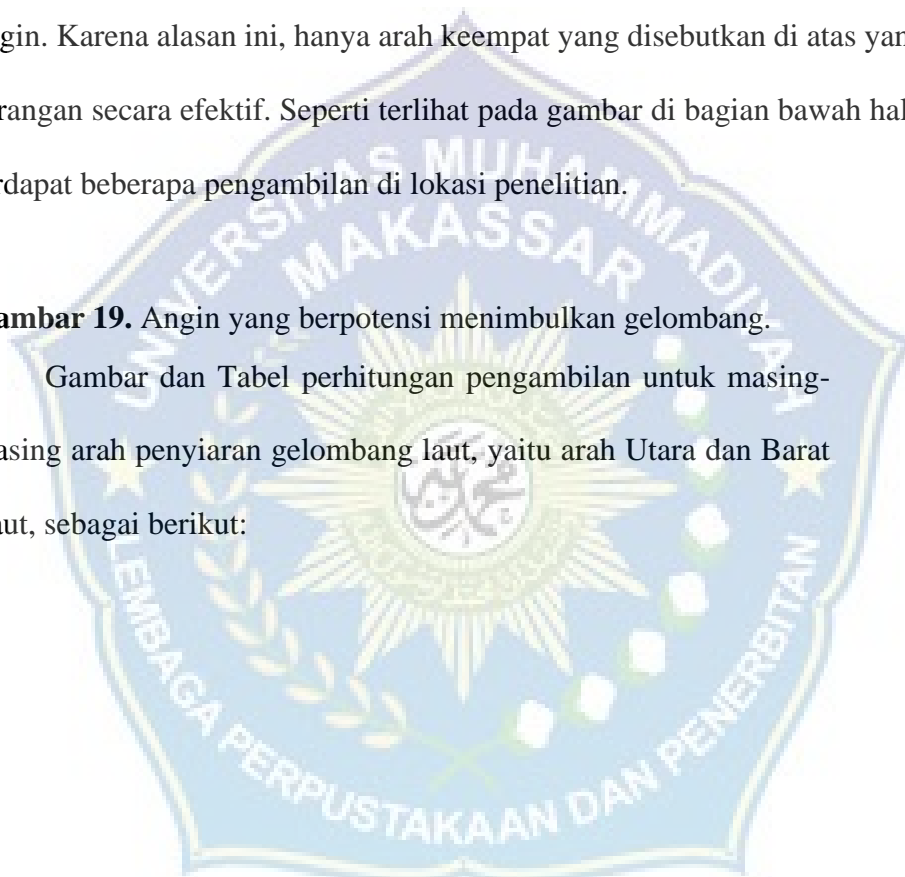 gin. Karena alasan ini, hanya arah keempat yang disebutkan di atas yan
rangan secara efektif. Seperti terlihat pada gambar di bagian bawah hal
rdapat beberapa pengambilan di lokasi penelitian.
UNIVERSITAS MUHAMMADIYAH
MAKASSAR
ambar 19. Angin yang berpotensi menimbulkan gelombang.
Gambar dan Tabel perhitungan pengambilan untuk masing-
asing arah penyiaran gelombang laut, yaitu arah Utara dan Barat
aut, sebagai berikut:
LEMBAGA PERPUSTAKAAN DAN PENERBITAN